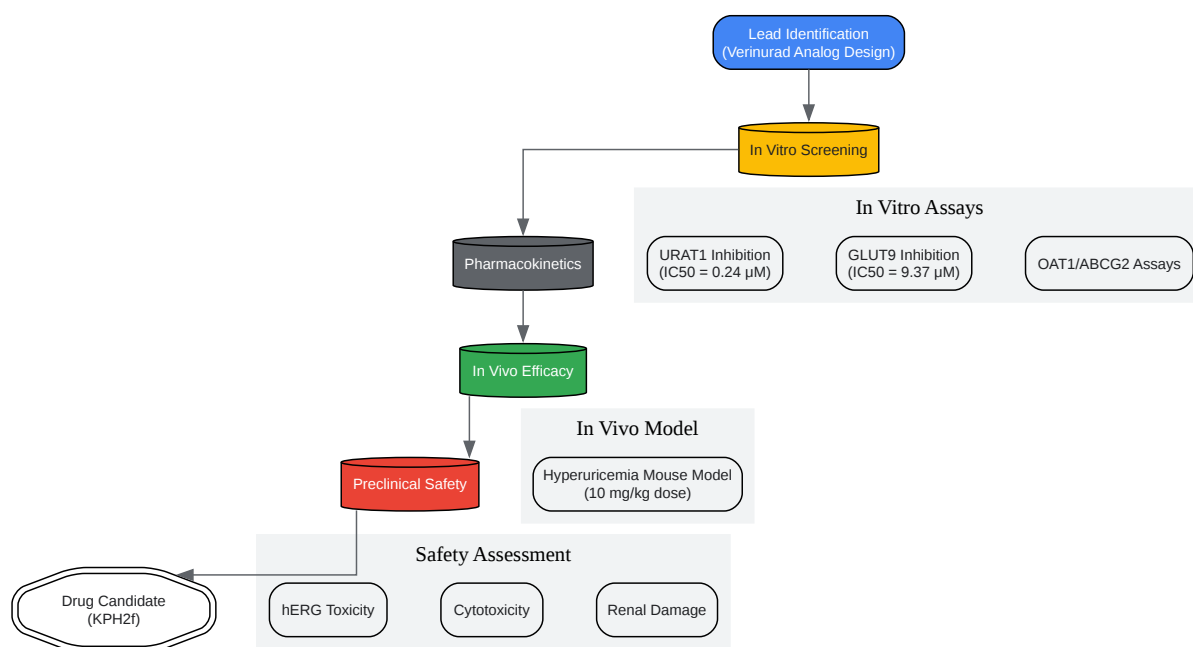 Lead Identification
(Verinurad Analog Design)
In Vitro Screening
In Vitro Assays
URAT1 Inhibition
(IC50 = 0.24 μM)
GLUT9 Inhibition
(IC50 = 9.37 μM)
OAT1/ABCG2 Assays
Pharmacokinetics
In Vivo Efficacy
In Vivo Model
Hyperuricemia Mouse Model
(10 mg/kg dose)
Preclinical Safety
Safety Assessment
hERG Toxicity
Cytotoxicity
Renal Damage
Drug Candidate
(KPH2f)